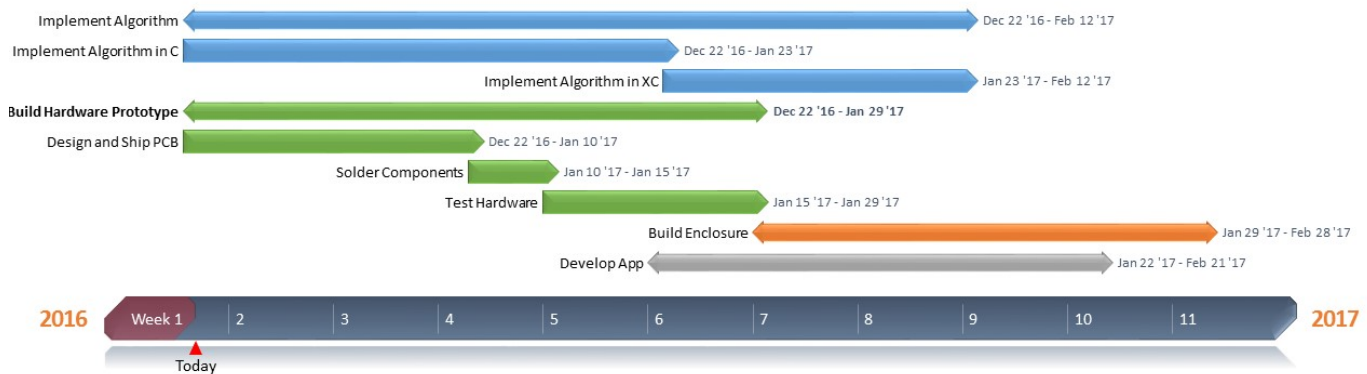 Implement Algorithm Dec 22 '16 - Feb 12 '17
Implement Algorithm in C Dec 22 '16 - Jan 23 '17
Implement Algorithm in XC Jan 23 '17 - Feb 12 '17
Build Hardware Prototype Dec 22 '16 - Jan 29 '17
Design and Ship PCB Dec 22 '16 - Jan 10 '17
Solder Components Jan 10 '17 - Jan 15 '17
Test Hardware Jan 15 '17 - Jan 29 '17
Build Enclosure Jan 29 '17 - Feb 28 '17
Develop App Jan 22 '17 - Feb 21 '17
2016 Week 1 2 3 4 5 6 7 8 9 10 11 2017
Today